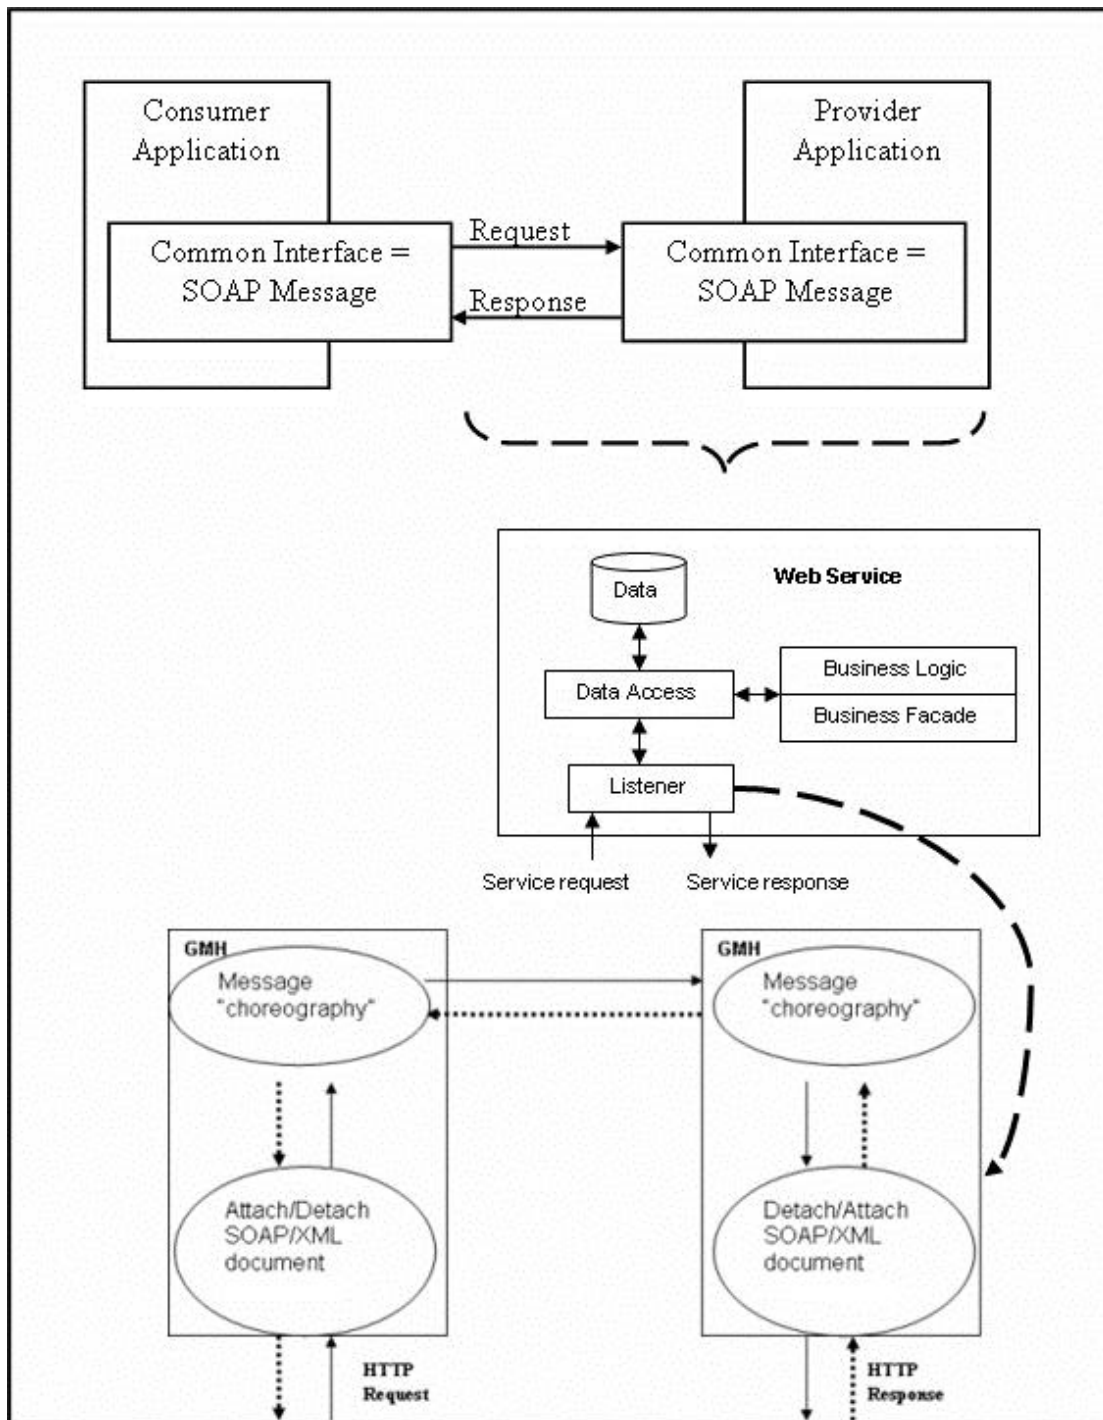 Consumer
Application
Provider
Application
Common Interface =
SOAP Message
Request
Response
Common Interface =
SOAP Message
Web Service
Data
Data Access
Business Logic
Business Facade
Listener
Service request
Service response
GMH
Message
"choreography"
GMH
Message
"choreography"
Attach/Detach
SOAP/XML
document
Detach/Attach
SOAP/XML
document
HTTP
Request
HTTP
Response